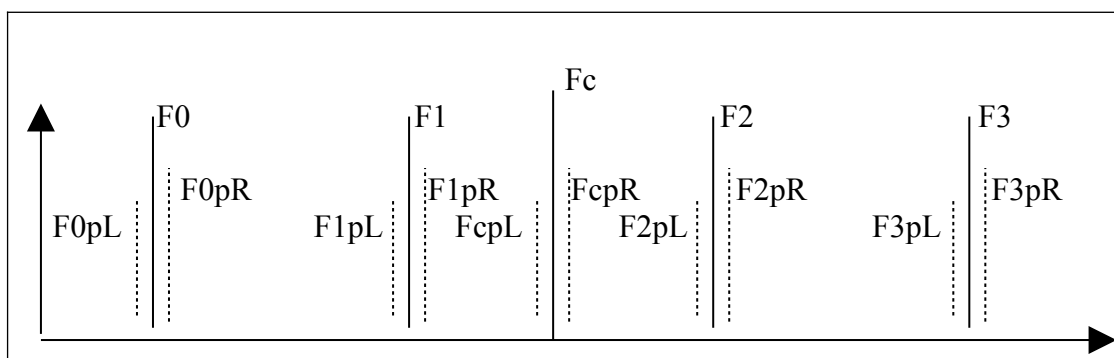 Fc
F0 F1 F2 F3
F0pR F1pR FcpR F2pR F3pR
F0pL F1pL FcpL F2pL F3pL